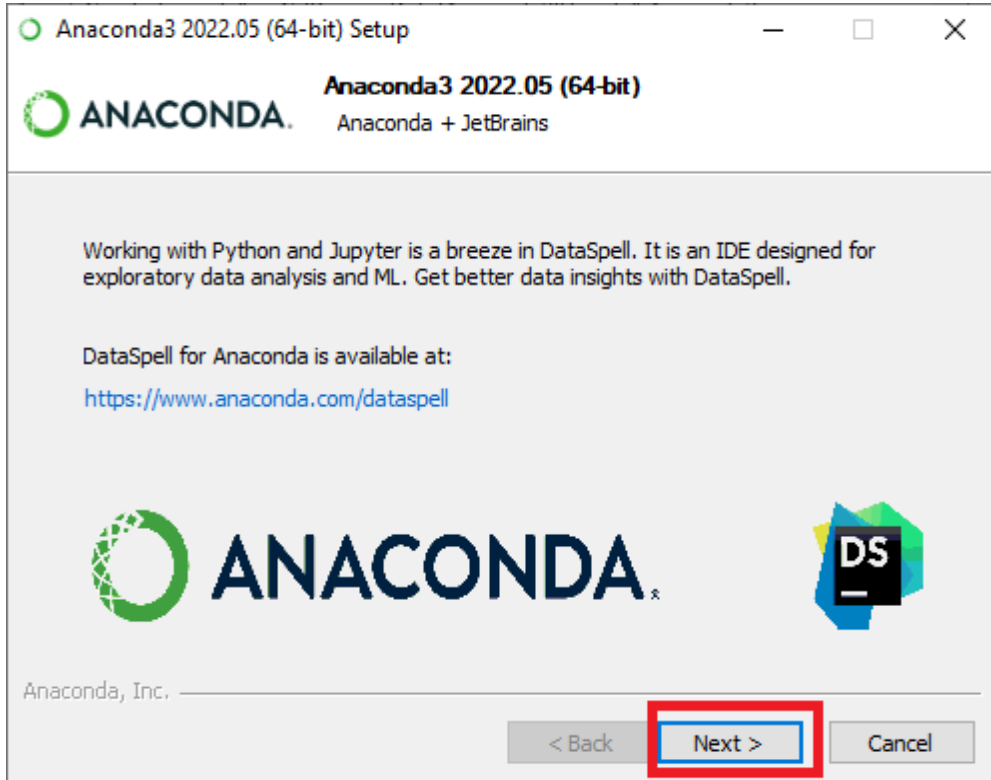 Anaconda3 2022.05 (64-bit) Setup
ANACONDA.
Anaconda3 2022.05 (64-bit)
Anaconda + JetBrains
Working with Python and Jupyter is a breeze in DataSpell. It is an IDE designed for
exploratory data analysis and ML. Get better data insights with DataSpell.
DataSpell for Anaconda is available at:
https://www.anaconda.com/dataspell
ANACONDA®
DS
Anaconda, Inc.
< Back
Next >
Cancel